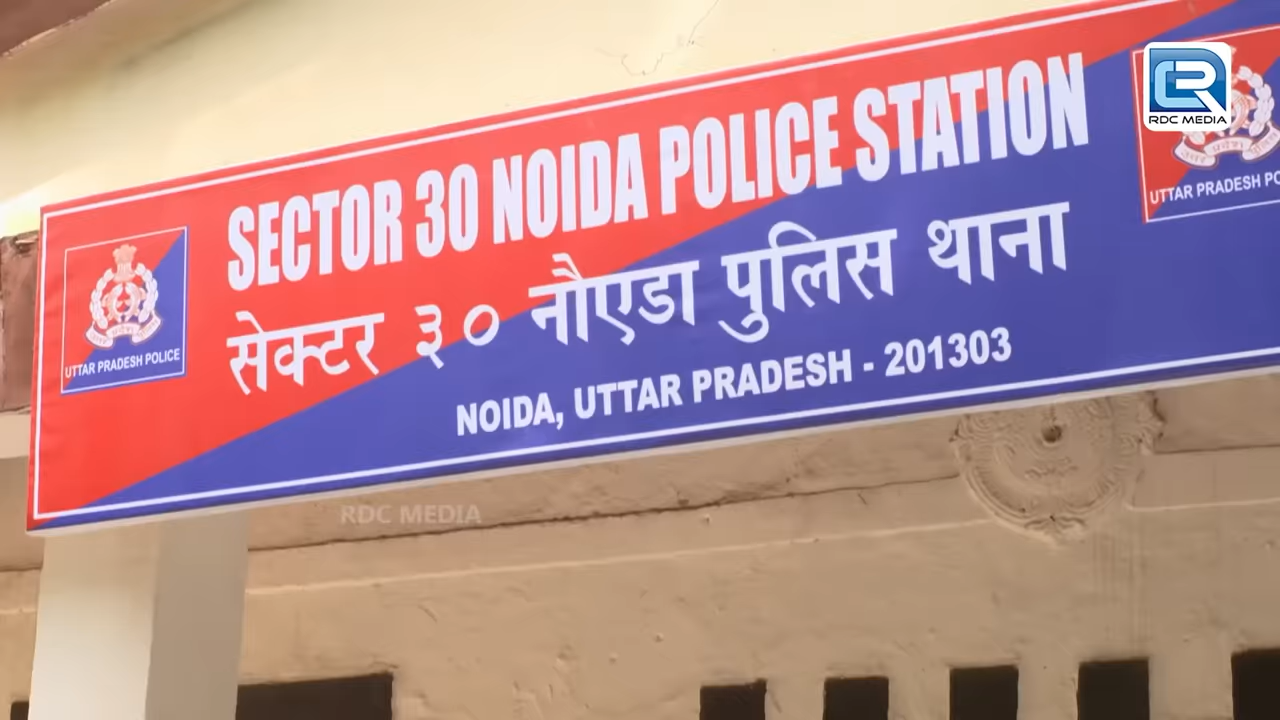 RDC MEDIA
SECTOR 30 NOIDA POLICE STATION
सेक्टर ३० नौएडा पुलिस थाना
NOIDA, UTTAR PRADESH - 201303
UTTAR PRADESH POLICE
UTTAR PRADESH PO
RDC MEDIA